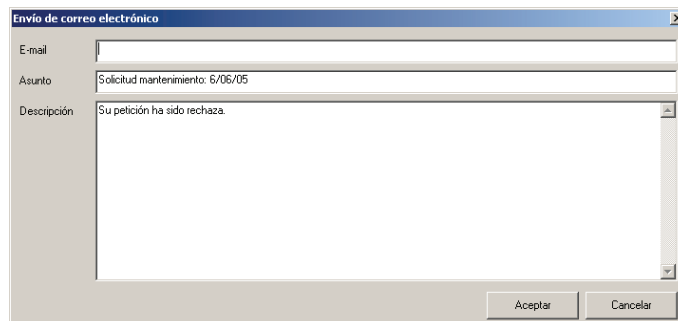 Envío de correo electrónico
E-mail
Asunto Solicitud mantenimiento: 6/06/05
Descripción Su petición ha sido rechaza.
Aceptar Cancelar